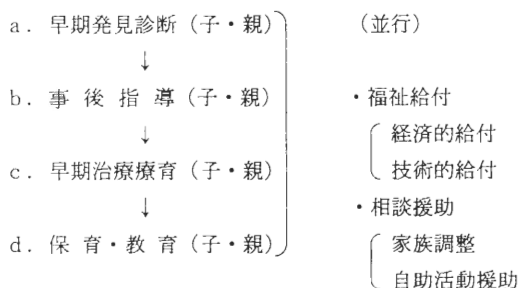 a. 早期発見診断(子・親) (並行)
↓
b. 事後指導(子・親) ・福祉給付
↓ 経済的給付
c. 早期治療療育(子・親) 技術的給付
↓ ・相談援助
d. 保育・教育(子・親) 家族調整
自助活動援助